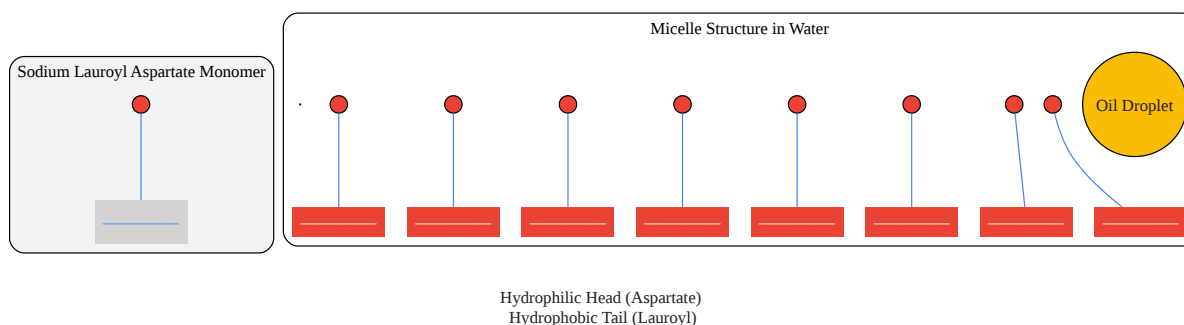 Micelle Structure in Water
Sodium Lauroyl Aspartate Monomer
Oil Droplet
Hydrophilic Head (Aspartate)
Hydrophobic Tail (Lauroyl)